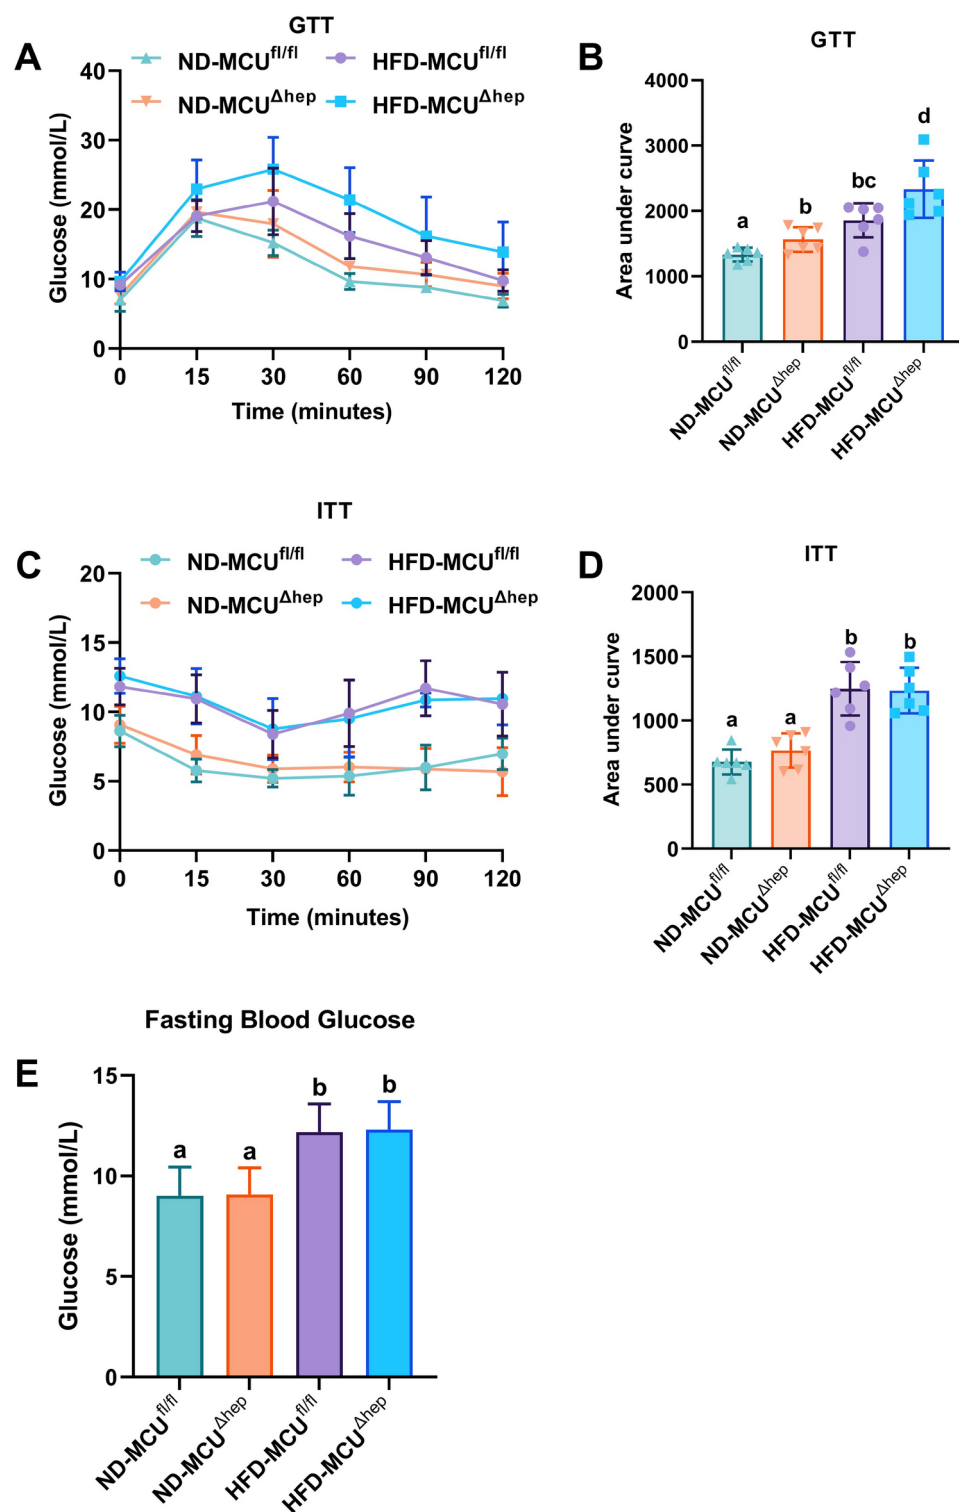 A
GTT
ND-MCUfl/fl
HFD-MCUfl/fl
ND-MCUΔhep
HFD-MCUΔhep
Glucose (mmol/L)
40
30
20
10
0
0 15 30 60 90 120
Time (minutes)
B
GTT
Area under curve
4000
3000
2000
1000
0
a
b
bc
d
ND-MCUfl/fl
ND-MCUΔhep
HFD-MCUfl/fl
HFD-MCUΔhep
C
ITT
ND-MCUfl/fl
HFD-MCUfl/fl
ND-MCUΔhep
HFD-MCUΔhep
Glucose (mmol/L)
20
15
10
5
0
0 15 30 60 90 120
Time (minutes)
D
ITT
Area under curve
2000
1500
1000
500
0
a
a
b
b
ND-MCUfl/fl
ND-MCUΔhep
HFD-MCUfl/fl
HFD-MCUΔhep
E
Fasting Blood Glucose
Glucose (mmol/L)
15
10
5
0
a
a
b
b
ND-MCUfl/fl
ND-MCUΔhep
HFD-MCUfl/fl
HFD-MCUΔhep